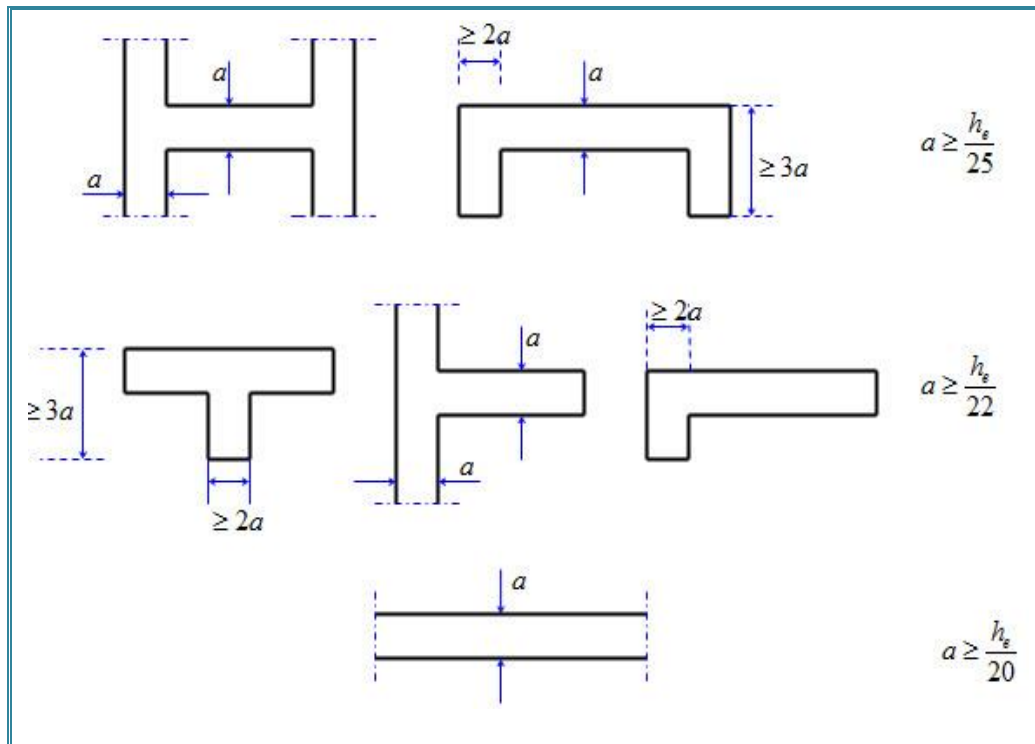 ≥ 2a
a
a
a ≥ h_e/25
≥ 3a
a
≥ 2a
a
a ≥ h_e/22
≥ 3a
a
≥ 2a
a
a ≥ h_e/20